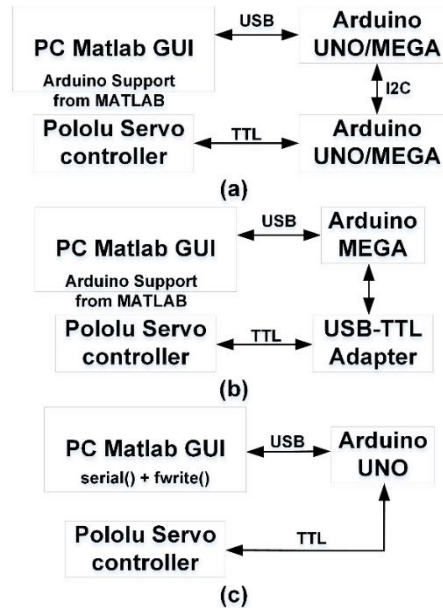 PC Matlab GUI
Arduino Support
from MATLAB
USB
Arduino
UNO/MEGA
I2C
Pololu Servo
controller
TTL
Arduino
UNO/MEGA
(a)
PC Matlab GUI
Arduino Support
from MATLAB
USB
Arduino
MEGA
Pololu Servo
controller
TTL
USB-TTL
Adapter
(b)
PC Matlab GUI
serial() + fwrite()
USB
Arduino
UNO
Pololu Servo
controller
TTL
(c)